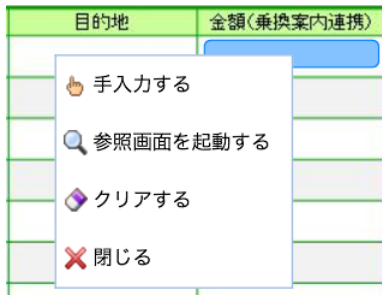 目的地 金額(乗換案内連携)
手入力する
参照画面を起動する
クリアする
閉じる